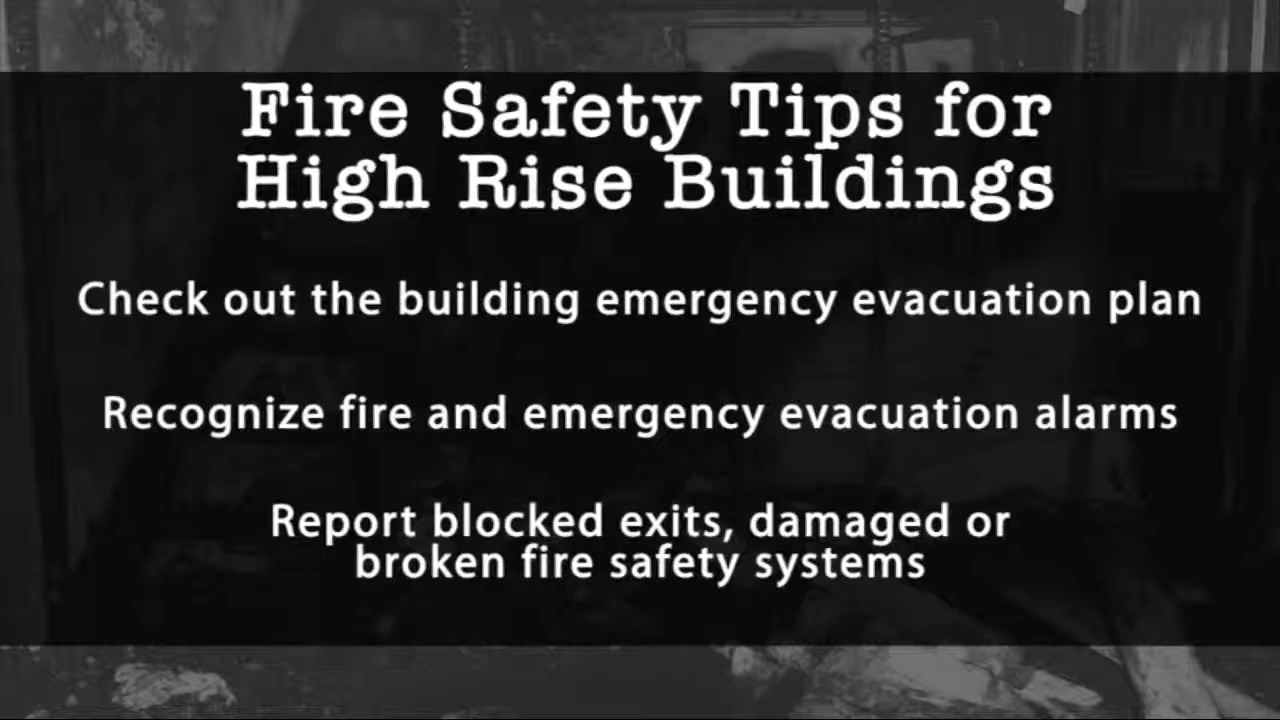 Fire Safety Tips for
High Rise Buildings
Check out the building emergency evacuation plan
Recognize fire and emergency evacuation alarms
Report blocked exits, damaged or
broken fire safety systems